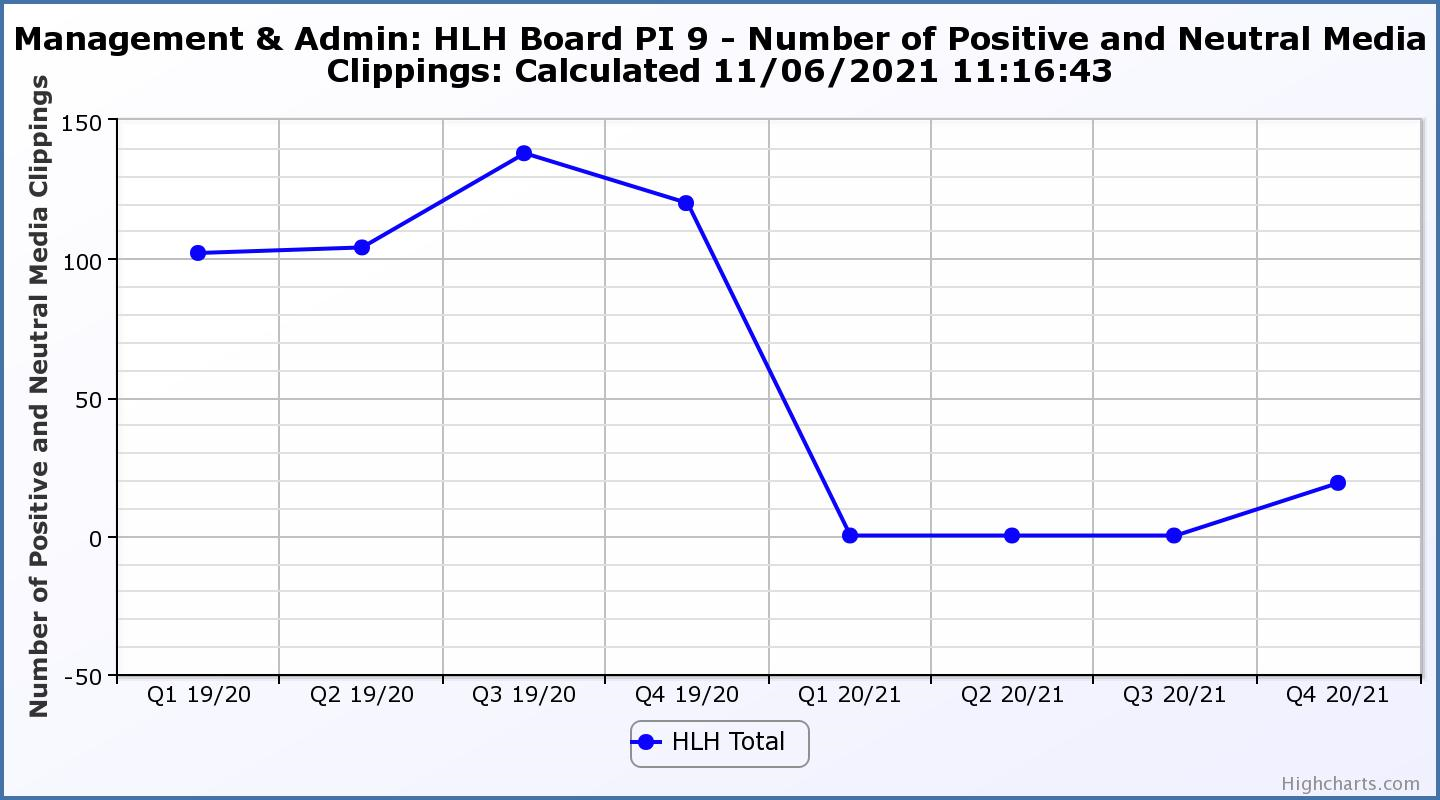 Management & Admin: HLH Board PI 9 - Number of Positive and Neutral Media
Clippings: Calculated 11/06/2021 11:16:43
Number of Positive and Neutral Media Clippings
150
100
50
0
-50
Q1 19/20
Q2 19/20
Q3 19/20
Q4 19/20
Q1 20/21
Q2 20/21
Q3 20/21
Q4 20/21
HLH Total
Highcharts.com